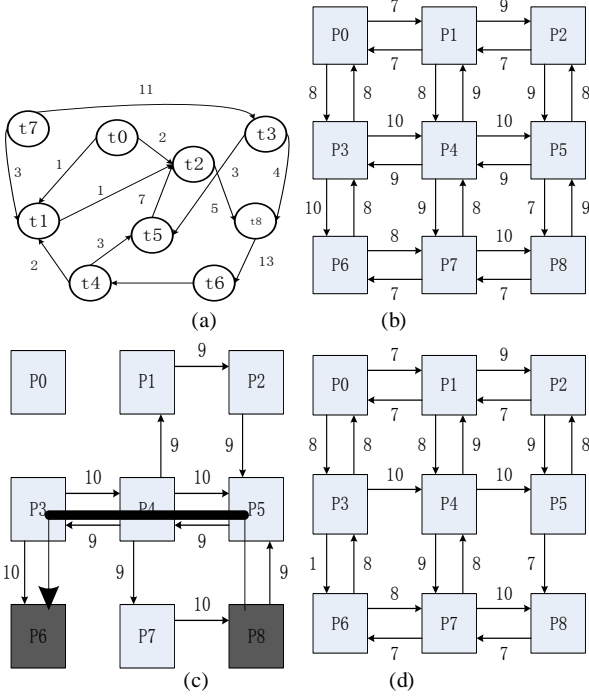 11
t7
t0
t3
2
t2
1
3
1
3
4
7
t1
5
t8
t5
3
13
2
t4
t6
(a)
7 9
P0 P1 P2
7 7
8 8 8 9 9 8
10 10
P3 P4 P5
9 9
10 8 9 8 7 9
8 10
P6 P7 P8
7 7
(b)
9
P0 P1 P2
9 9
10 10
P3 P4 P5
9 9
10 9 9
10
P6 P7 P8
(c)
7 9
P0 P1 P2
7 7
8 8 8 9 9 8
10 10
P3 P4 P5
1 8 9 8 7
8 10
P6 P7 P8
7 7
(d)